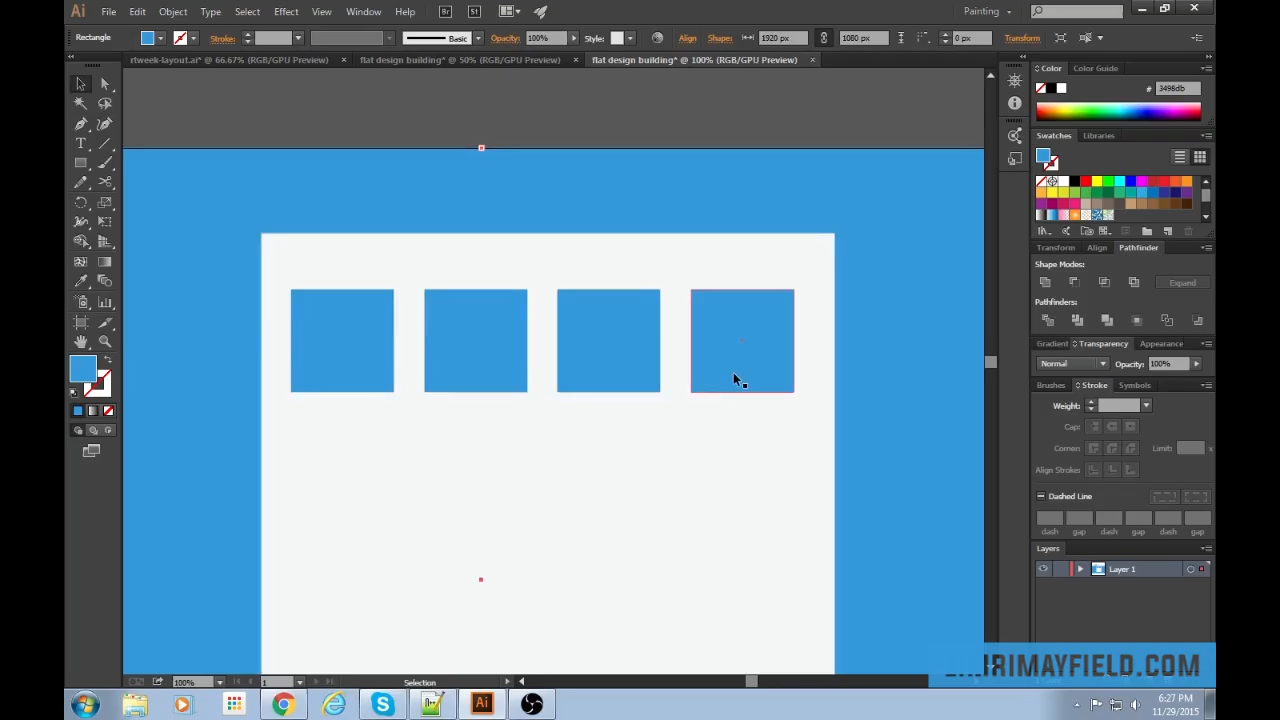 Ai File Edit Object Type Select Effect View Window Help Br St Painting
Rectangle Stroke: Basic Opacity: 100% Style: Align Shape: 1920 px 1080 px 0 px Transform
rtweek-layout.ai* @ 66.67% (RGB/GPU Preview) × flat design building* @ 50% (RGB/GPU Preview) × flat design building* @ 100% (RGB/GPU Preview) ×
Color Color Guide
# 3498db
Swatches Libraries
Transform Align Pathfinder
Shape Modes:
Expand
Pathfinders:
Gradient Transparency Appearance
Normal Opacity: 100%
Brushes Stroke Symbols
Weight:
Cap:
Corner: Limit: x
Align Stroke:
Dashed Line
dash gap dash gap dash gap
Layers
Layer 1
RIMAYFIELD.COM
100% 1 Selection
6:27 PM
11/29/2015